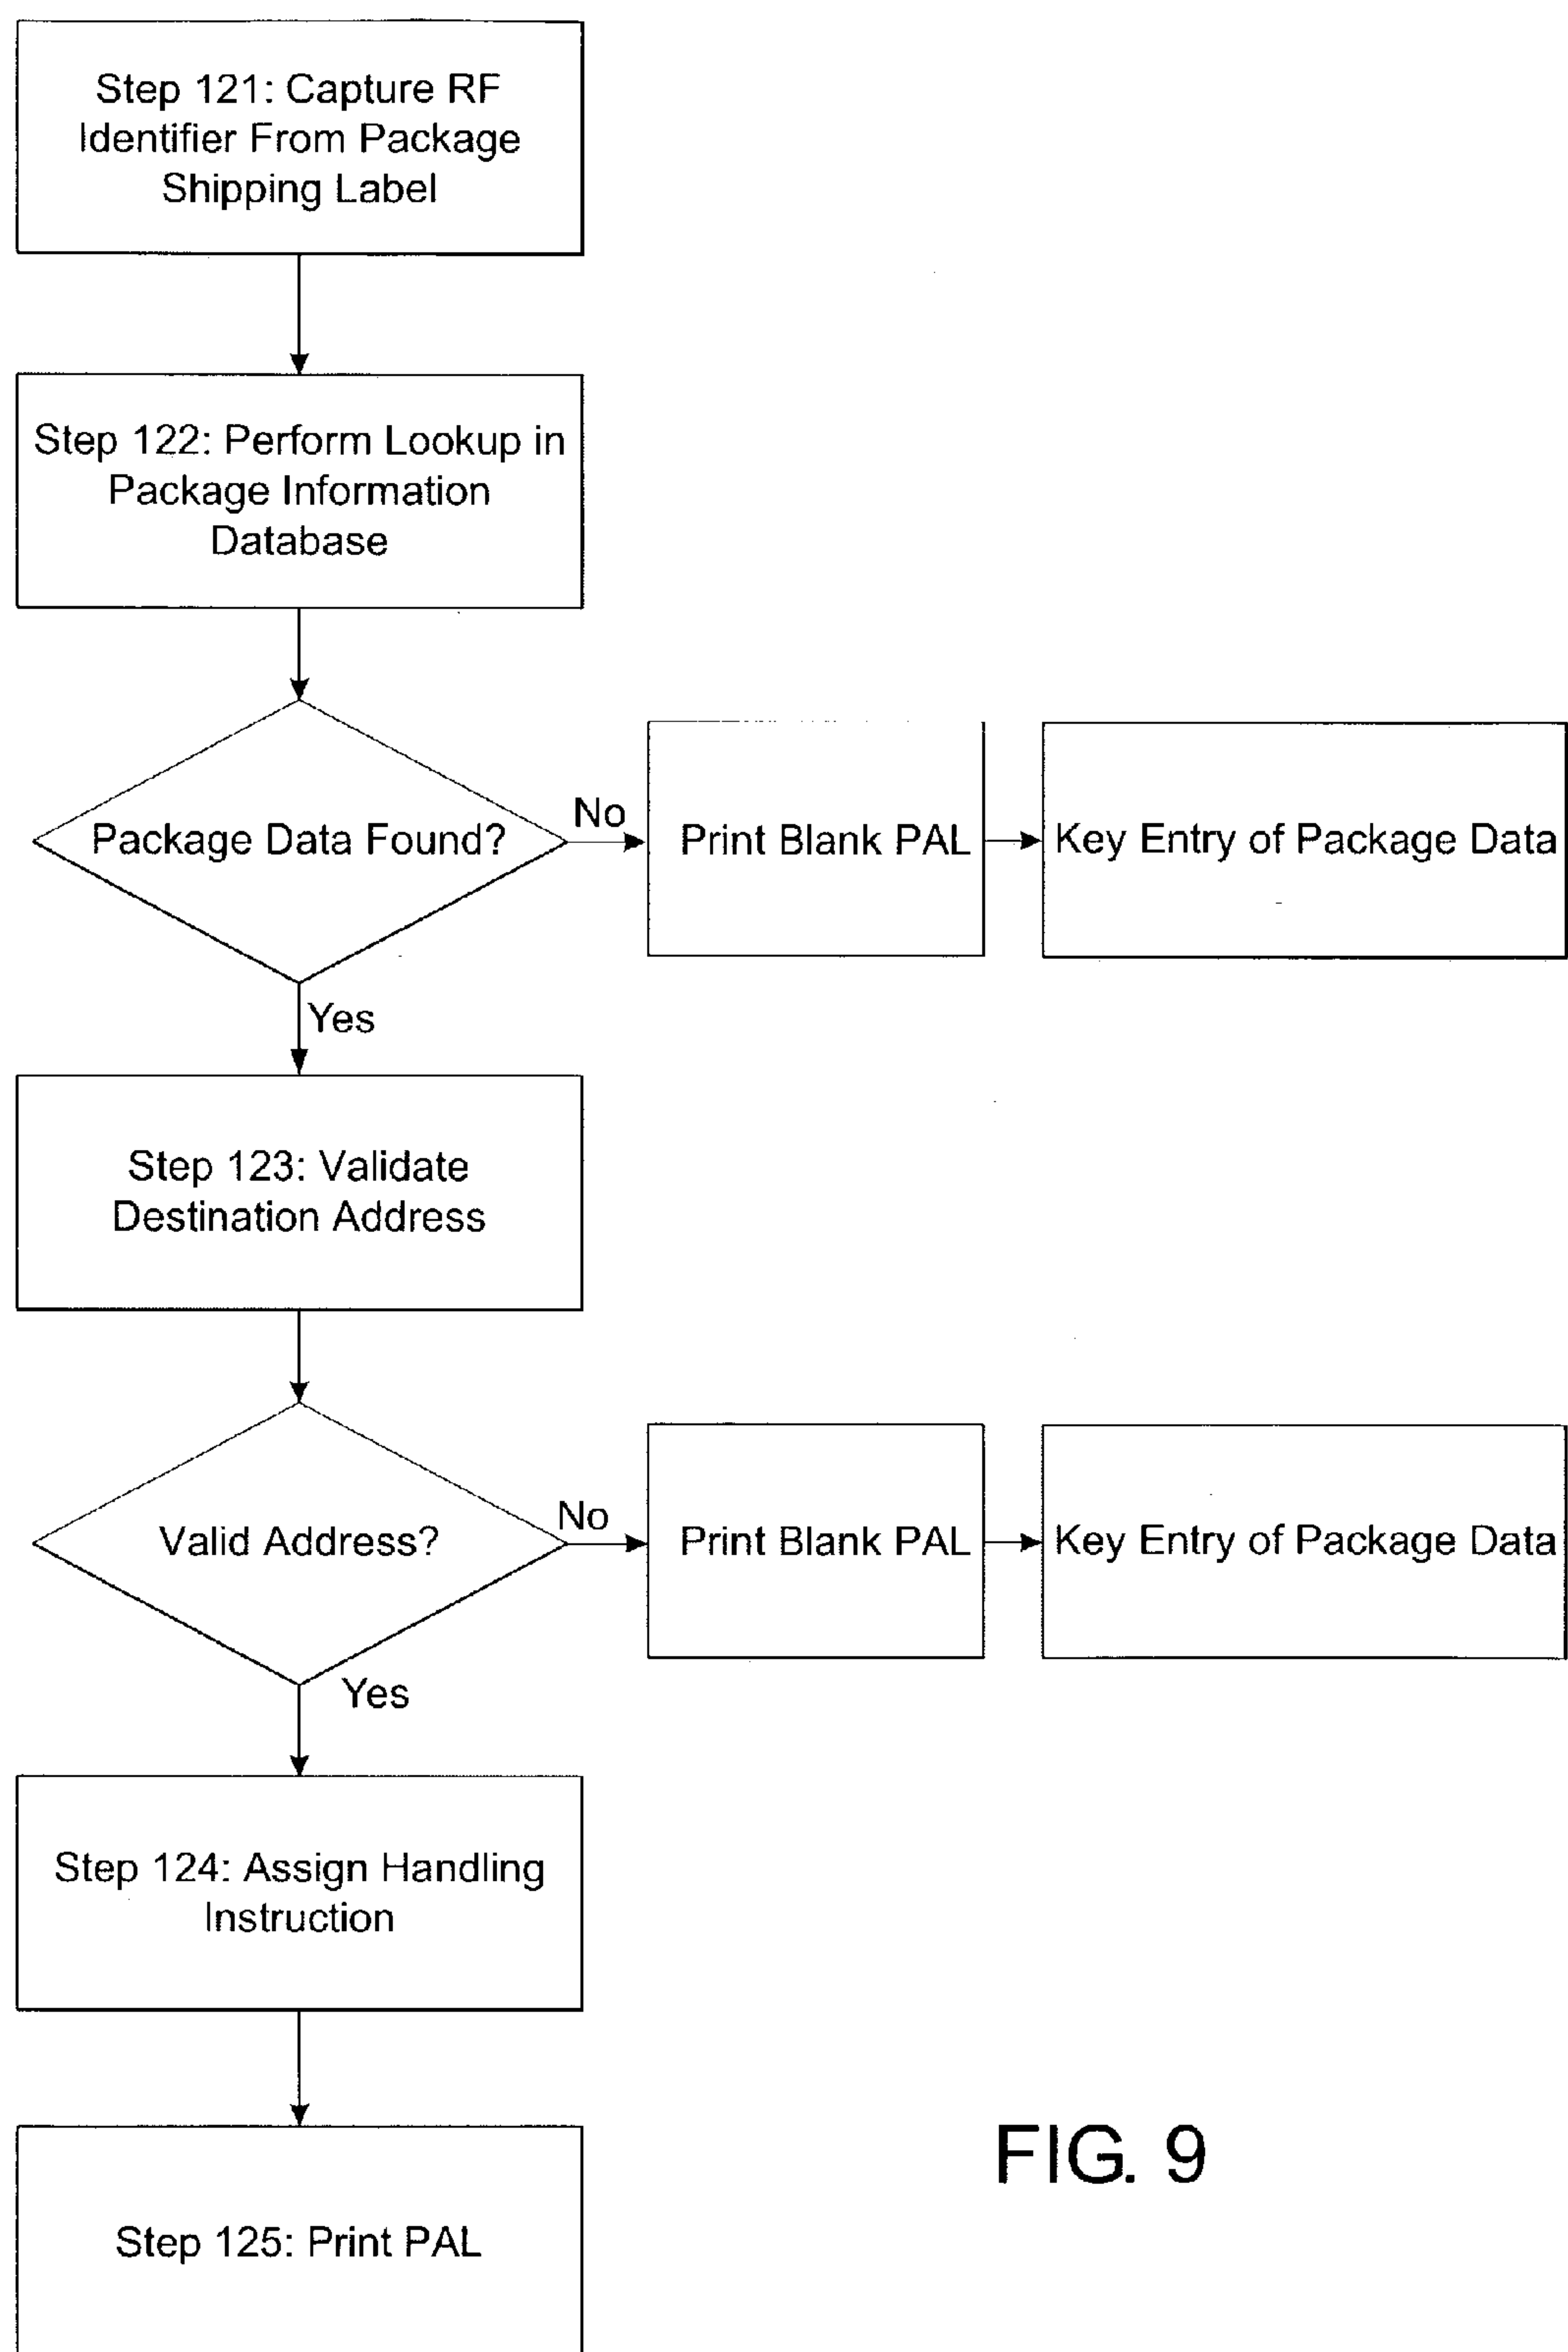 Step 121: Capture RF
Identifier From Package
Shipping Label
Step 122: Perform Lookup in
Package Information
Database
Package Data Found?
No
Print Blank PAL
Key Entry of Package Data
Yes
Step 123: Validate
Destination Address
Valid Address?
No
Print Blank PAL
Key Entry of Package Data
Yes
Step 124: Assign Handling
Instruction
Step 125: Print PAL
FIG. 9